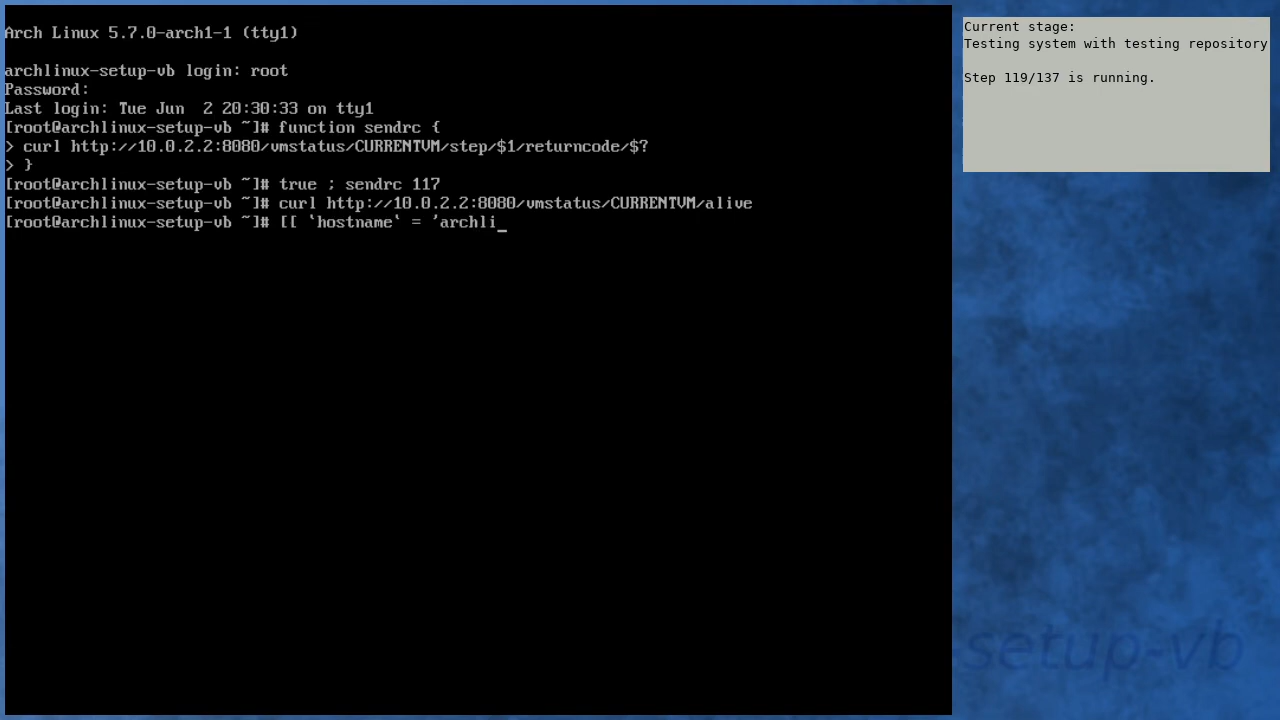 Arch Linux 5.7.0-arch1-1 (tty1)
archlinux-setup-vb login: root
Password:
Last login: Tue Jun  2 20:30:33 on tty1
[root@archlinux-setup-vb ~]# function sendrc {
> curl http://10.0.2.2:8080/vmstatus/CURRENTVM/step/$1/returncode/$?
> }
[root@archlinux-setup-vb ~]# true ; sendrc 117
[root@archlinux-setup-vb ~]# curl http://10.0.2.2:8080/vmstatus/CURRENTVM/alive
[root@archlinux-setup-vb ~]# [[ `hostname` = 'archli_
Current stage:
Testing system with testing repository
Step 119/137 is running.
setup-vb